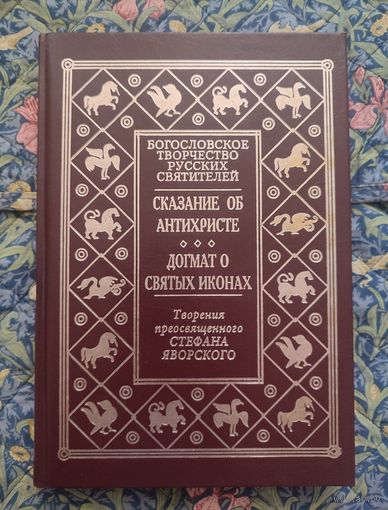 БОГОСЛОВСКОЕ
ТВОРЧЕСТВО
РУССКИХ
СВЯТИТЕЛЕЙ
СКАЗАНИЕ ОБ
АНТИХРИСТЕ
ДОГМАТ О
СВЯТЫХ ИКОНАХ
Творения
преосвященного
СТЕФАНА
ЯВОРСКОГО